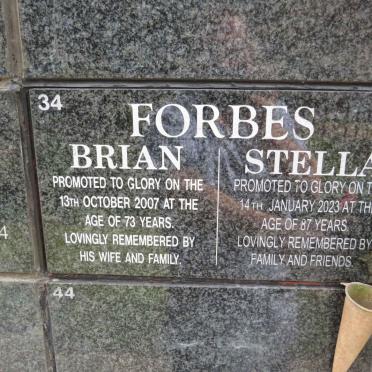 34
FORBES
BRIAN
PROMOTED TO GLORY ON THE
13TH OCTOBER 2007 AT THE
AGE OF 73 YEARS.
LOVINGLY REMEMBERED BY
HIS WIFE AND FAMILY.
STELLA
PROMOTED TO GLORY ON TH
14TH JANUARY 2023 AT TH
AGE OF 87 YEARS.
LOVINGLY REMEMBERED BY
FAMILY AND FRIENDS.
4
44